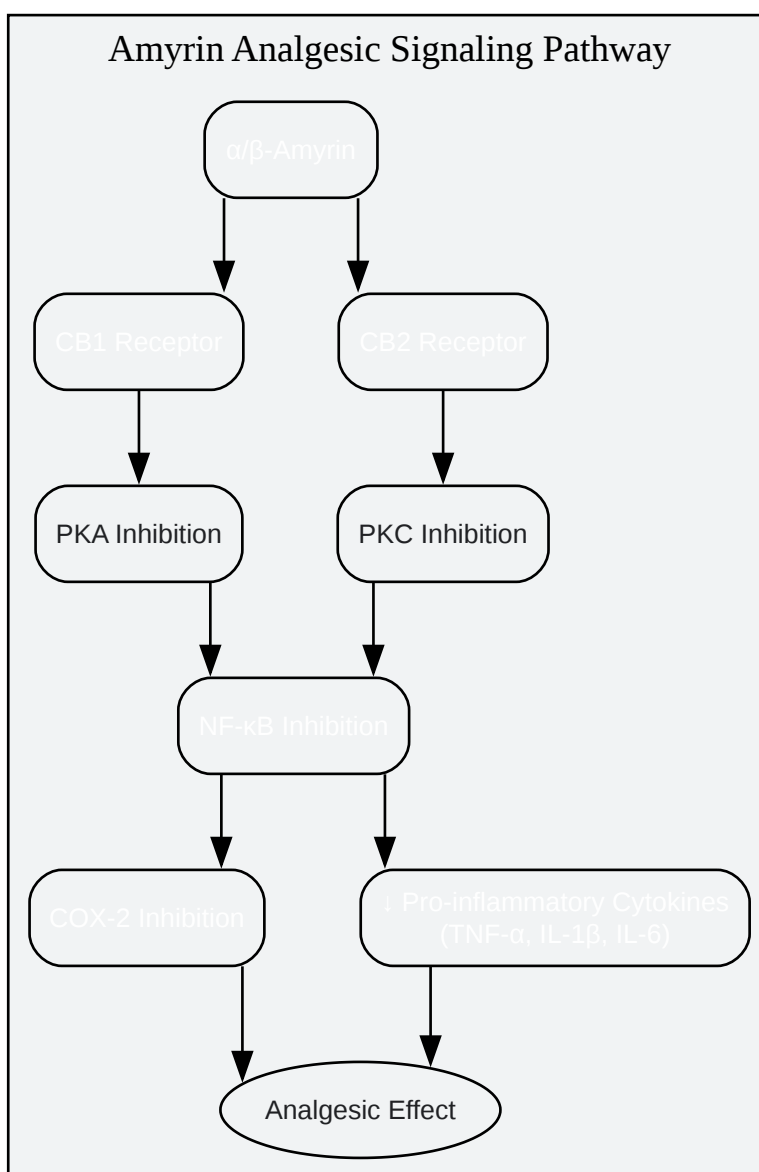 Amyrin Analgesic Signaling Pathway
α/β-Amyrin
CB1 Receptor
CB2 Receptor
PKA Inhibition
PKC Inhibition
NF-κB Inhibition
COX-2 Inhibition
↓ Pro-inflammatory Cytokines
(TNF-α, IL-1β, IL-6)
Analgesic Effect